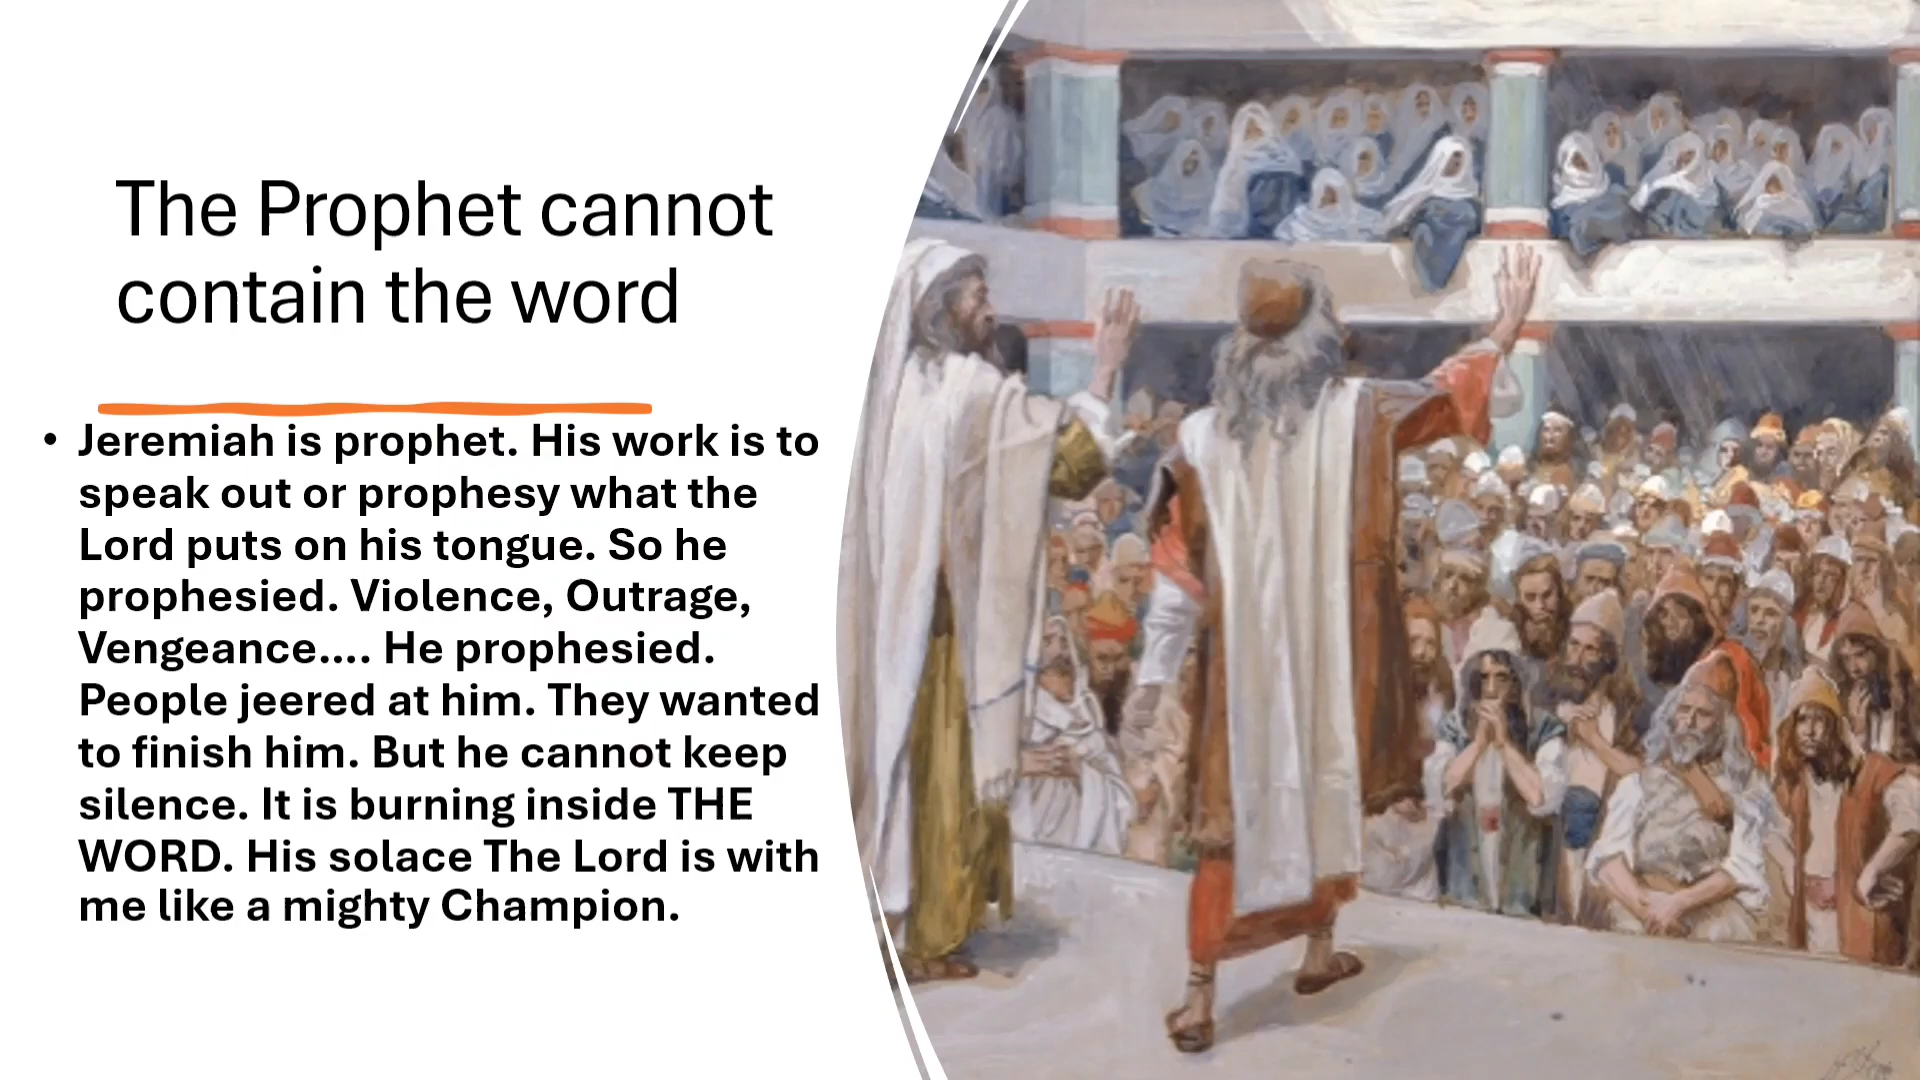 The Prophet cannot
contain the word
• Jeremiah is prophet. His work is to
speak out or prophesy what the
Lord puts on his tongue. So he
prophesied. Violence, Outrage,
Vengeance.... He prophesied.
People jeered at him. They wanted
to finish him. But he cannot keep
silence. It is burning inside THE
WORD. His solace The Lord is with
me like a mighty Champion.